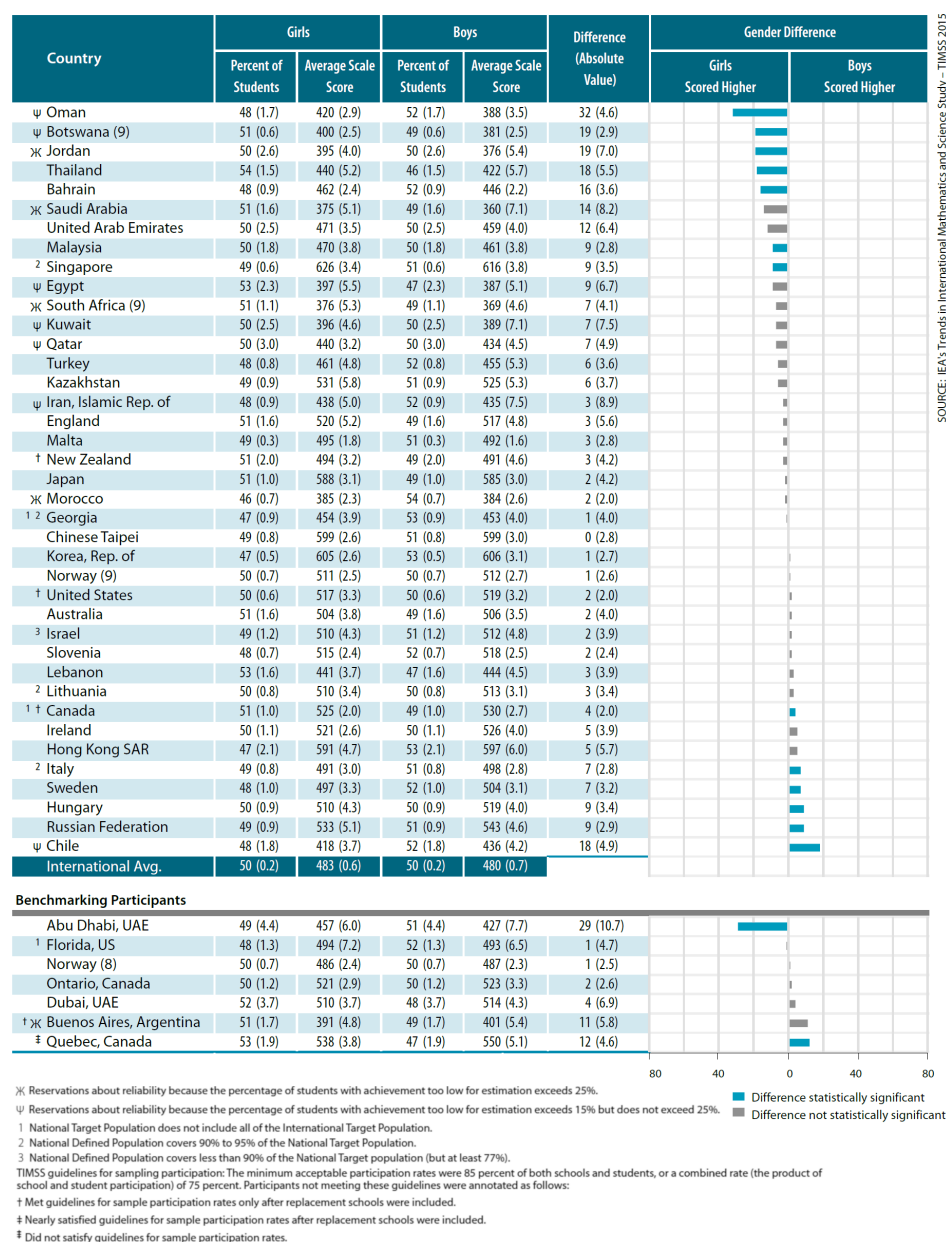 Country
Girls
Boys
Difference
(Absolute
Value)
Gender Difference
Percent of
Students
Average Scale
Score
Percent of
Students
Average Scale
Score
Girls
Scored Higher
Boys
Scored Higher
ψ Oman 48 (1.7) 420 (2.9) 52 (1.7) 388 (3.5) 32 (4.6)
ψ Botswana (9) 51 (0.6) 400 (2.5) 49 (0.6) 381 (2.5) 19 (2.9)
Ж Jordan 50 (2.6) 395 (4.0) 50 (2.6) 376 (5.4) 19 (7.0)
Thailand 54 (1.5) 440 (5.2) 46 (1.5) 422 (5.7) 18 (5.5)
Bahrain 48 (0.9) 462 (2.4) 52 (0.9) 446 (2.2) 16 (3.6)
Ж Saudi Arabia 51 (1.6) 375 (5.1) 49 (1.6) 360 (7.1) 14 (8.2)
United Arab Emirates 50 (2.5) 471 (3.5) 50 (2.5) 459 (4.0) 12 (6.4)
Malaysia 50 (1.8) 470 (3.8) 50 (1.8) 461 (3.8) 9 (2.8)
2 Singapore 49 (0.6) 626 (3.4) 51 (0.6) 616 (3.8) 9 (3.5)
ψ Egypt 53 (2.3) 397 (5.5) 47 (2.3) 387 (5.1) 9 (6.7)
Ж South Africa (9) 51 (1.1) 376 (5.3) 49 (1.1) 369 (4.6) 7 (4.1)
ψ Kuwait 50 (2.5) 396 (4.6) 50 (2.5) 389 (7.1) 7 (7.5)
ψ Qatar 50 (3.0) 440 (3.2) 50 (3.0) 434 (4.5) 7 (4.9)
Turkey 48 (0.8) 461 (4.8) 52 (0.8) 455 (5.3) 6 (3.6)
Kazakhstan 49 (0.9) 531 (5.8) 51 (0.9) 525 (5.3) 6 (3.7)
ψ Iran, Islamic Rep. of 48 (0.9) 438 (5.0) 52 (0.9) 435 (7.5) 3 (8.9)
England 51 (1.6) 520 (5.2) 49 (1.6) 517 (4.8) 3 (5.6)
Malta 49 (0.3) 495 (1.8) 51 (0.3) 492 (1.6) 3 (2.8)
† New Zealand 51 (2.0) 494 (3.2) 49 (2.0) 491 (4.6) 3 (4.2)
Japan 51 (1.0) 588 (3.1) 49 (1.0) 585 (3.0) 2 (4.2)
Ж Morocco 46 (0.7) 385 (2.3) 54 (0.7) 384 (2.6) 2 (2.0)
1 2 Georgia 47 (0.9) 454 (3.9) 53 (0.9) 453 (4.0) 1 (4.0)
Chinese Taipei 49 (0.8) 599 (2.6) 51 (0.8) 599 (3.0) 0 (2.8)
Korea, Rep. of 47 (0.5) 605 (2.6) 53 (0.5) 606 (3.1) 1 (2.7)
Norway (9) 50 (0.7) 511 (2.5) 50 (0.7) 512 (2.7) 1 (2.6)
† United States 50 (0.6) 517 (3.3) 50 (0.6) 519 (3.2) 2 (2.0)
Australia 51 (1.6) 504 (3.8) 49 (1.6) 506 (3.5) 2 (4.0)
3 Israel 49 (1.2) 510 (4.3) 51 (1.2) 512 (4.8) 2 (3.9)
Slovenia 48 (0.7) 515 (2.4) 52 (0.7) 518 (2.5) 2 (2.4)
Lebanon 53 (1.6) 441 (3.7) 47 (1.6) 444 (4.5) 3 (3.9)
2 Lithuania 50 (0.8) 510 (3.4) 50 (0.8) 513 (3.1) 3 (3.4)
1 † Canada 51 (1.0) 525 (2.0) 49 (1.0) 530 (2.7) 4 (2.0)
Ireland 50 (1.1) 521 (2.6) 50 (1.1) 526 (4.0) 5 (3.9)
Hong Kong SAR 47 (2.1) 591 (4.7) 53 (2.1) 597 (6.0) 5 (5.7)
2 Italy 49 (0.8) 491 (3.0) 51 (0.8) 498 (2.8) 7 (2.8)
Sweden 48 (1.0) 497 (3.3) 52 (1.0) 504 (3.1) 7 (3.2)
Hungary 50 (0.9) 510 (4.3) 50 (0.9) 519 (4.0) 9 (3.4)
Russian Federation 49 (0.9) 533 (5.1) 51 (0.9) 543 (4.6) 9 (2.9)
ψ Chile 48 (1.8) 418 (3.7) 52 (1.8) 436 (4.2) 18 (4.9)
International Avg. 50 (0.2) 483 (0.6) 50 (0.2) 480 (0.7)
Benchmarking Participants
Abu Dhabi, UAE 49 (4.4) 457 (6.0) 51 (4.4) 427 (7.7) 29 (10.7)
1 Florida, US 48 (1.3) 494 (7.2) 52 (1.3) 493 (6.5) 1 (4.7)
Norway (8) 50 (0.7) 486 (2.4) 50 (0.7) 487 (2.3) 1 (2.5)
Ontario, Canada 50 (1.2) 521 (2.9) 50 (1.2) 523 (3.3) 2 (2.6)
Dubai, UAE 52 (3.7) 510 (3.7) 48 (3.7) 514 (4.3) 4 (6.9)
† Ж Buenos Aires, Argentina 51 (1.7) 391 (4.8) 49 (1.7) 401 (5.4) 11 (5.8)
⯒ Quebec, Canada 53 (1.9) 538 (3.8) 47 (1.9) 550 (5.1) 12 (4.6)
80 40 0 40 80
Difference statistically significant
Difference not statistically significant
Ж Reservations about reliability because the percentage of students with achievement too low for estimation exceeds 25%.
ψ Reservations about reliability because the percentage of students with achievement too low for estimation exceeds 15% but does not exceed 25%.
1 National Target Population does not include all of the International Target Population.
2 National Defined Population covers 90% to 95% of the National Target Population.
3 National Defined Population covers less than 90% of the National Target population (but at least 77%).
TIMSS guidelines for sampling participation: The minimum acceptable participation rates were 85 percent of both schools and students, or a combined rate (the product of
school and student participation) of 75 percent. Participants not meeting these guidelines were annotated as follows:
† Met guidelines for sample participation rates only after replacement schools were included.
‡ Nearly satisfied guidelines for sample participation rates after replacement schools were included.
⯒ Did not satisfy guidelines for sample participation rates.
SOURCE: IEA's Trends in International Mathematics and Science Study – TIMSS 2015